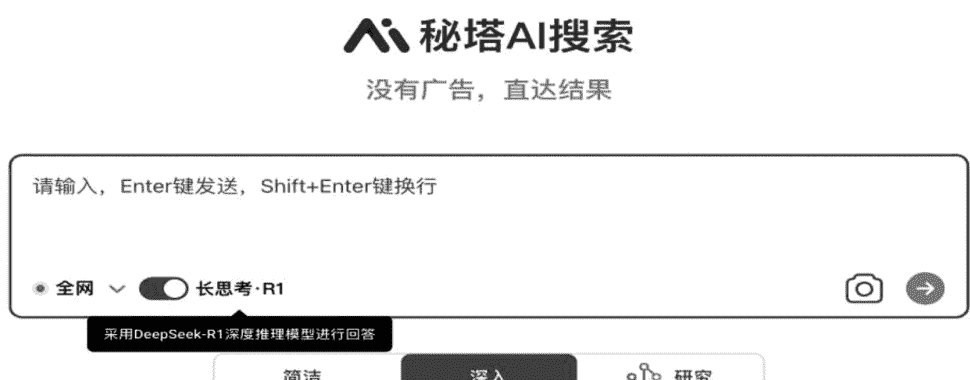 秘塔AI搜索
没有广告，直达结果
请输入，Enter键发送，Shift+Enter键换行
全网 长思考·R1
采用DeepSeek-R1深度推理模型进行回答
简洁 深入 研究